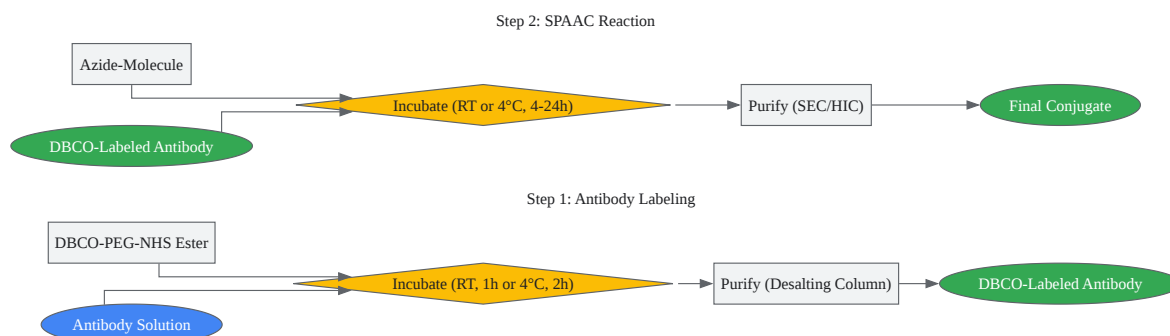 Step 2: SPAAC Reaction
Azide-Molecule
Incubate (RT or 4°C, 4-24h)
Purify (SEC/HIC)
Final Conjugate
DBCO-Labeled Antibody
Step 1: Antibody Labeling
DBCO-PEG-NHS Ester
Incubate (RT, 1h or 4°C, 2h)
Purify (Desalting Column)
DBCO-Labeled Antibody
Antibody Solution